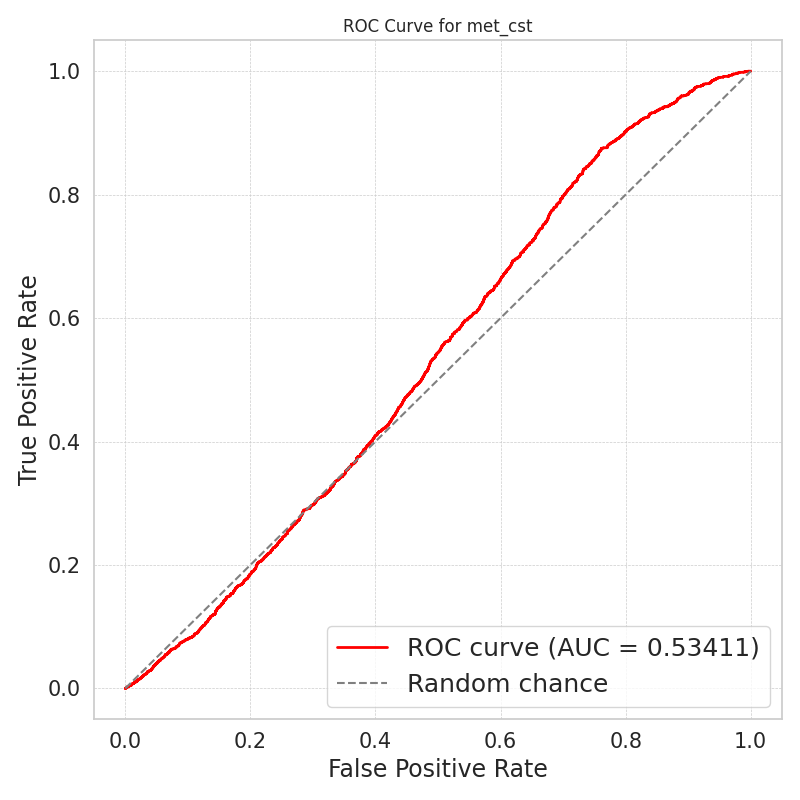 ROC Curve for met_cst
True Positive Rate
1.0
0.8
0.6
0.4
0.2
0.0
ROC curve (AUC = 0.53411)
Random chance
0.0 0.2 0.4 0.6 0.8 1.0
False Positive Rate